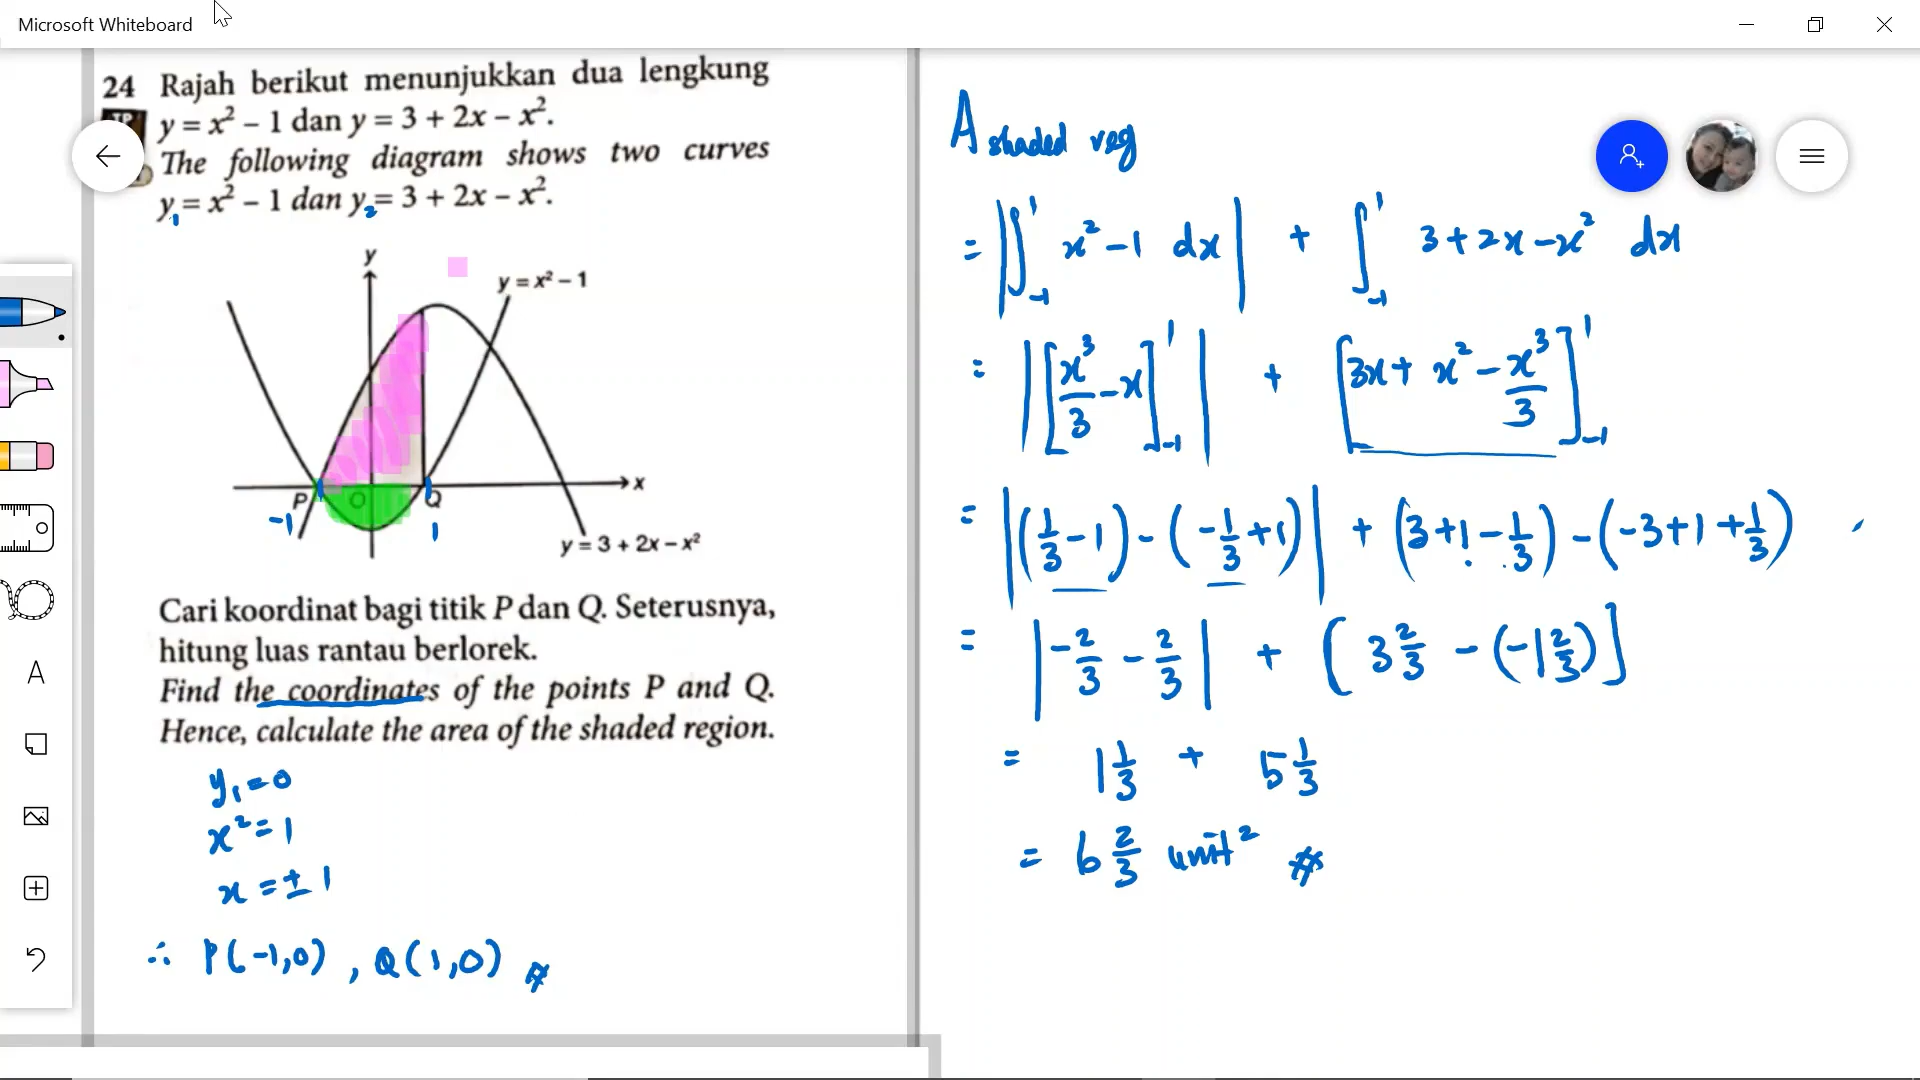 Microsoft Whiteboard
24 Rajah berikut menunjukkan dua lengkung
y = x² – 1 dan y = 3 + 2x – x².
The following diagram shows two curves
y₁ = x² – 1 dan y₂ = 3 + 2x – x².
y
y = x² – 1
x
P O Q
-1 1
y = 3 + 2x – x²
Cari koordinat bagi titik P dan Q. Seterusnya,
hitung luas rantau berlorek.
Find the coordinates of the points P and Q.
Hence, calculate the area of the shaded region.
y₁ = 0
x² = 1
x = ± 1
∴ P(-1,0), Q(1,0) #
A shaded reg
= |∫₋₁¹ x² - 1 dx| + ∫₋₁¹ 3 + 2x - x² dx
= |[x³/3 - x]₋₁¹| + [3x + x² - x³/3]₋₁¹
= |(1/3 - 1) - (-1/3 + 1)| + (3 + 1 - 1/3) - (-3 + 1 + 1/3)
= |-2/3 - 2/3| + [3 2/3 - (-1 2/3)]
= 1 1/3 + 5 1/3
= 6 2/3 unit² #
A